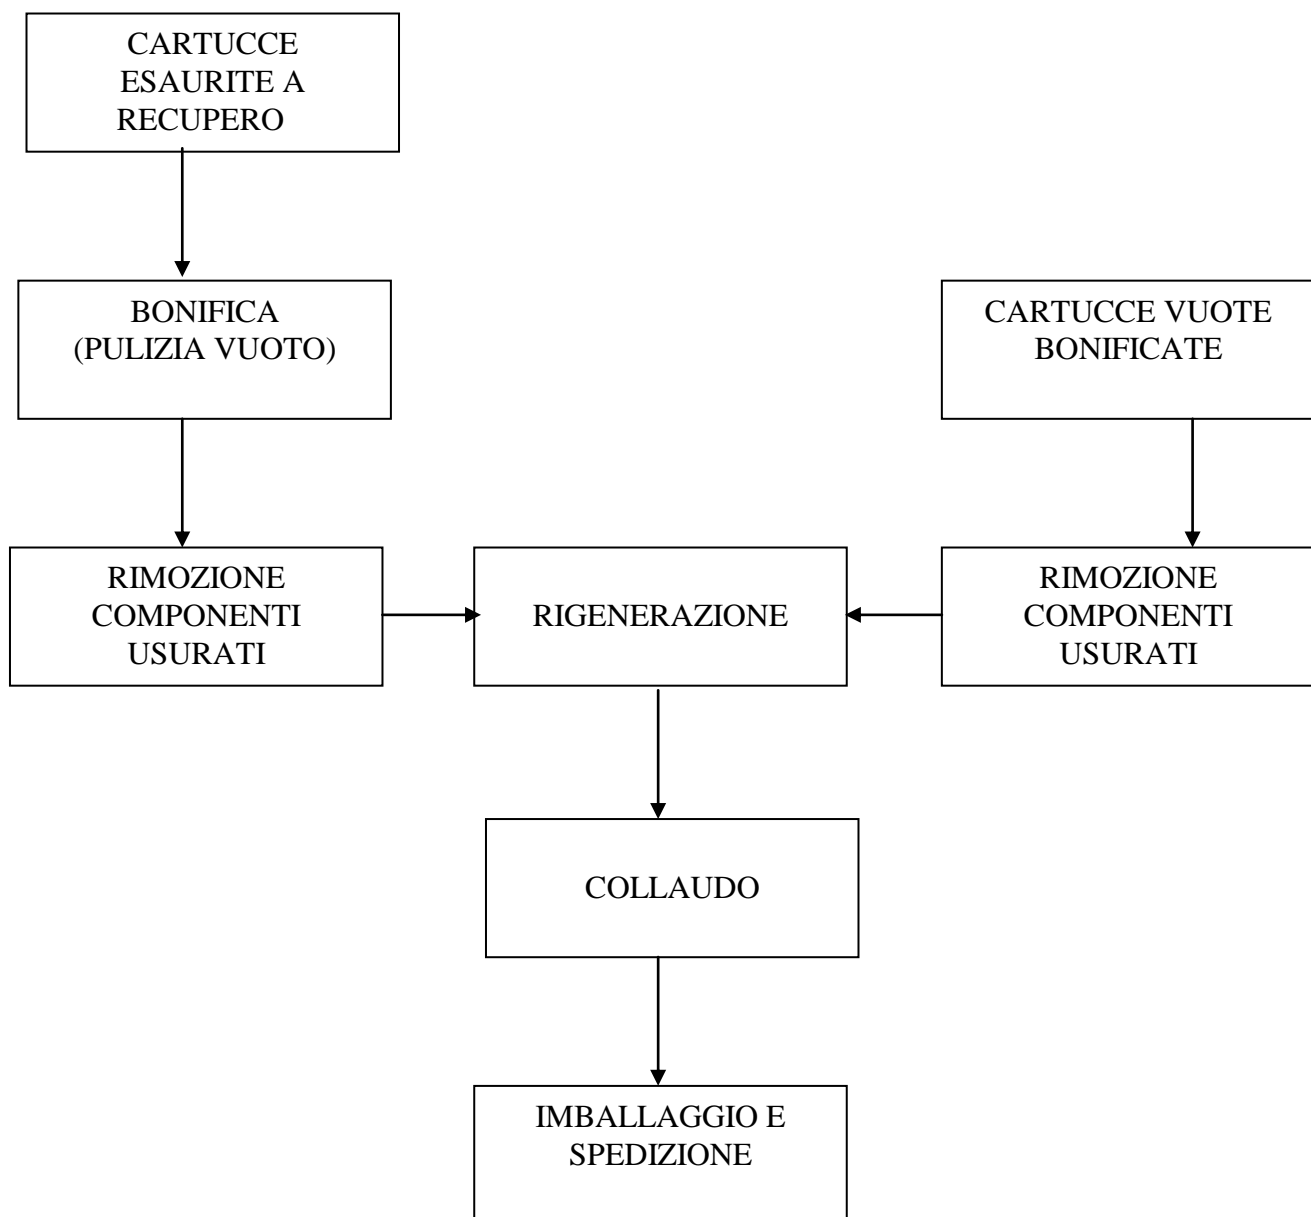 CARTUCCE
ESAURITE A
RECUPERO
BONIFICA
(PULIZIA VUOTO)
CARTUCCE VUOTE
BONIFICATE
RIMOZIONE
COMPONENTI
USURATI
RIGENERAZIONE
RIMOZIONE
COMPONENTI
USURATI
COLLAUDO
IMBALLAGGIO E
SPEDIZIONE